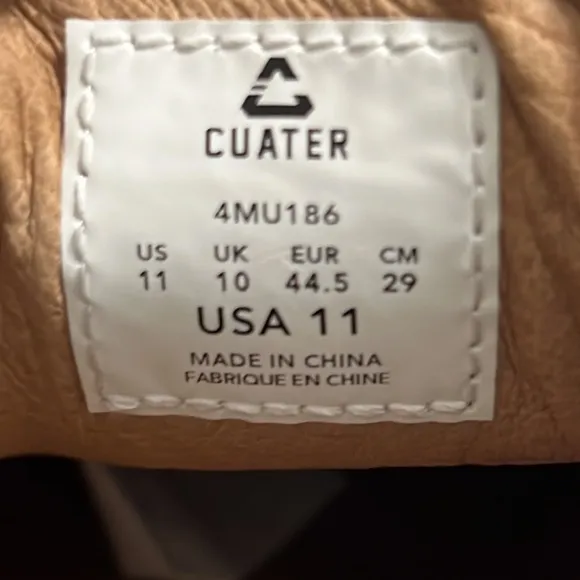 CUATER
4MU186
US UK EUR CM
11 10 44.5 29
USA 11
MADE IN CHINA
FABRIQUE EN CHINE